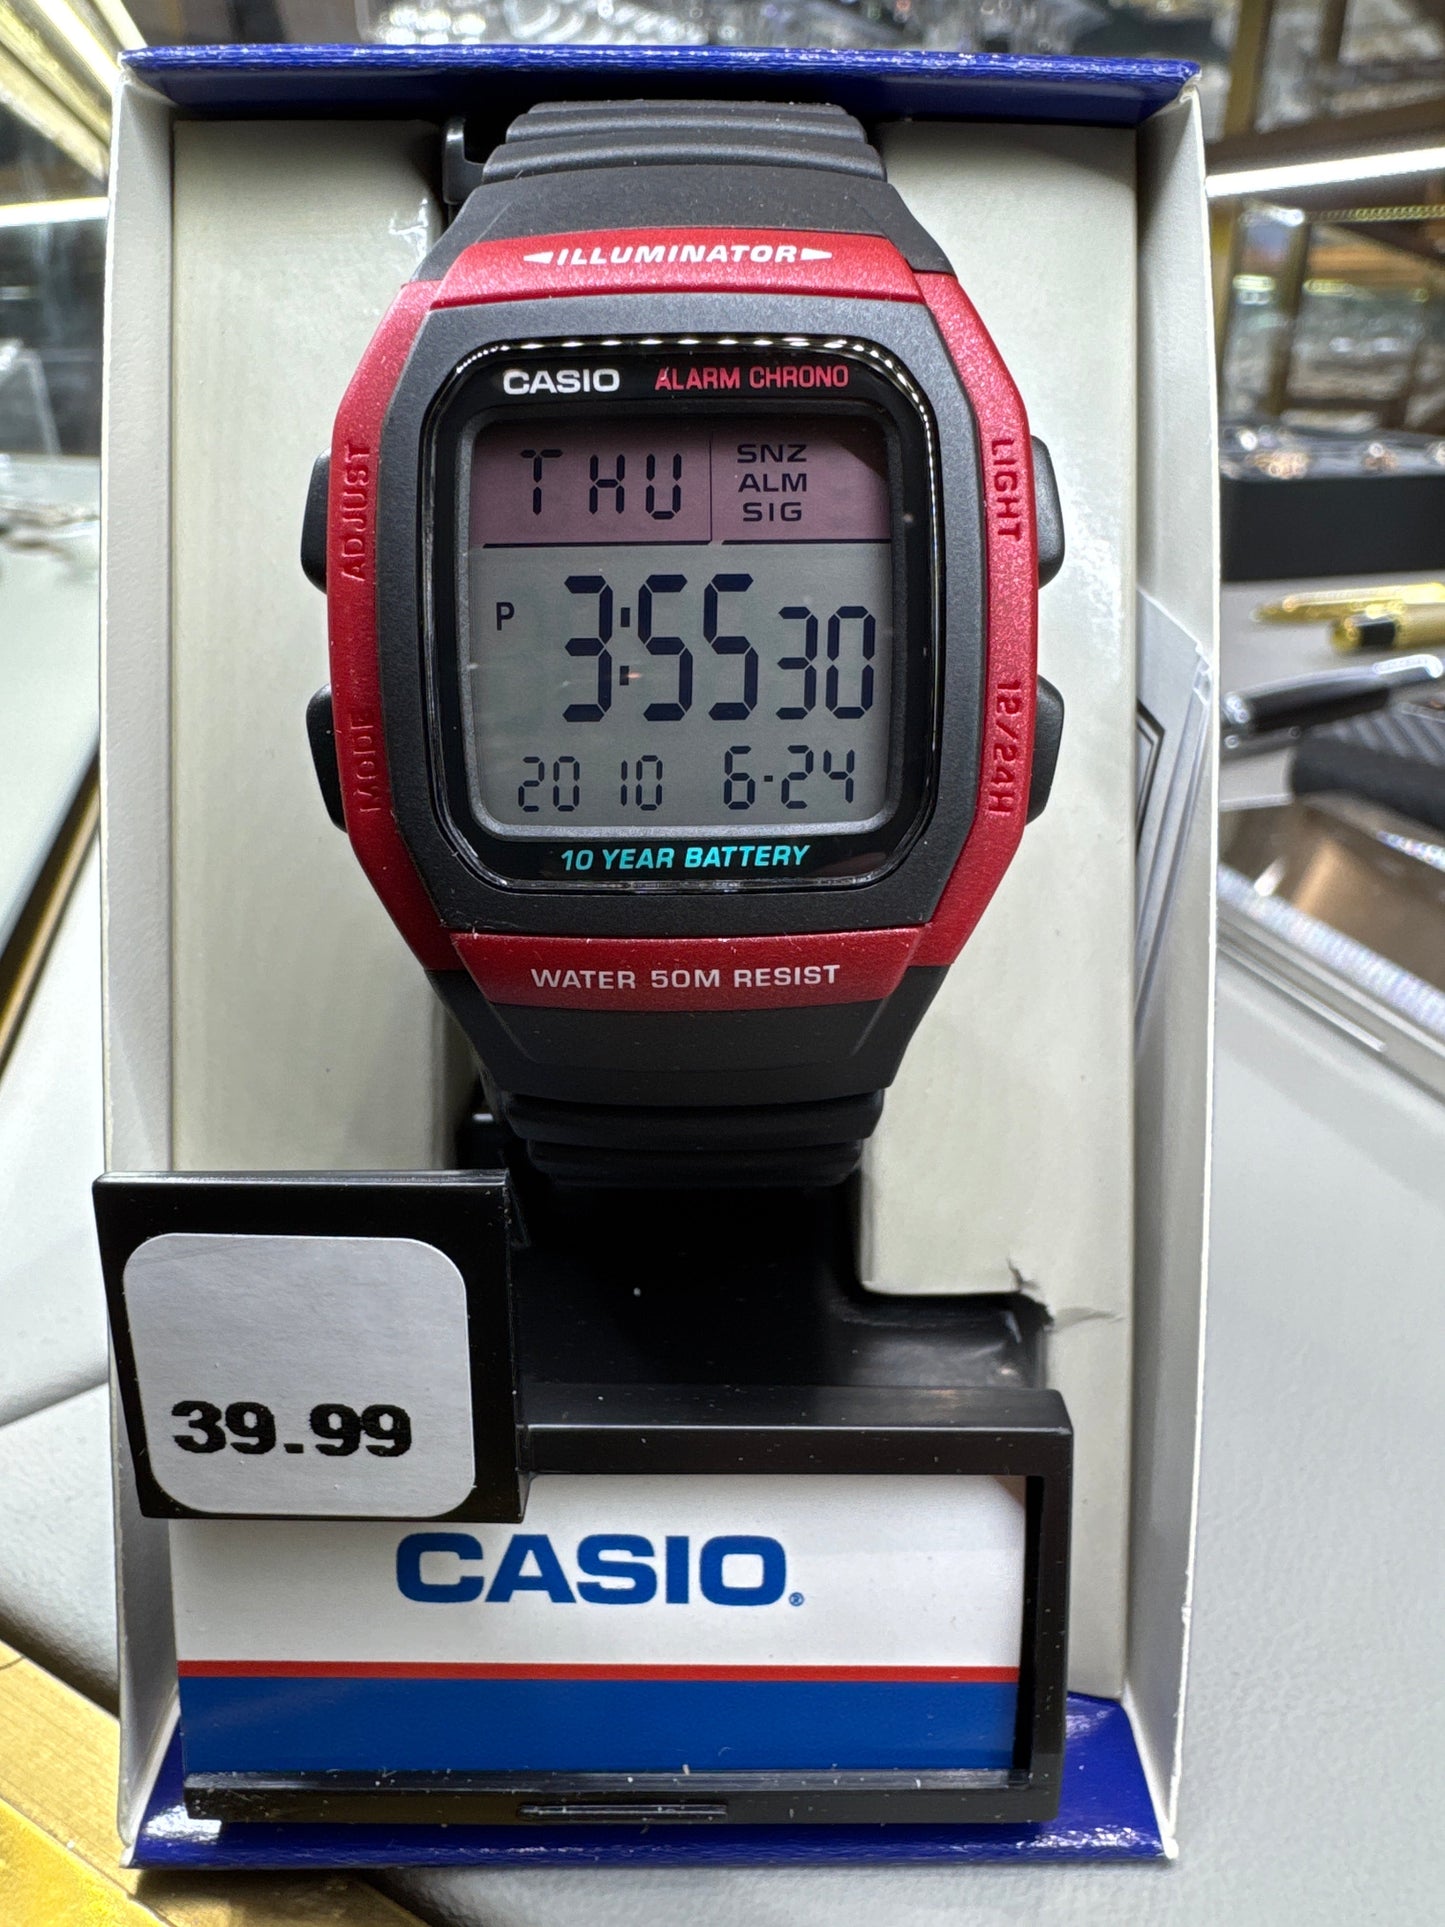 ILLUMINATOR
CASIO ALARM CHRONO
THU SNZ
ALM
SIG
ADJUST
LIGHT
P 3:55 30
MODE
12/24H
2010 6-24
10 YEAR BATTERY
WATER 50M RESIST
39.99
CASIO®